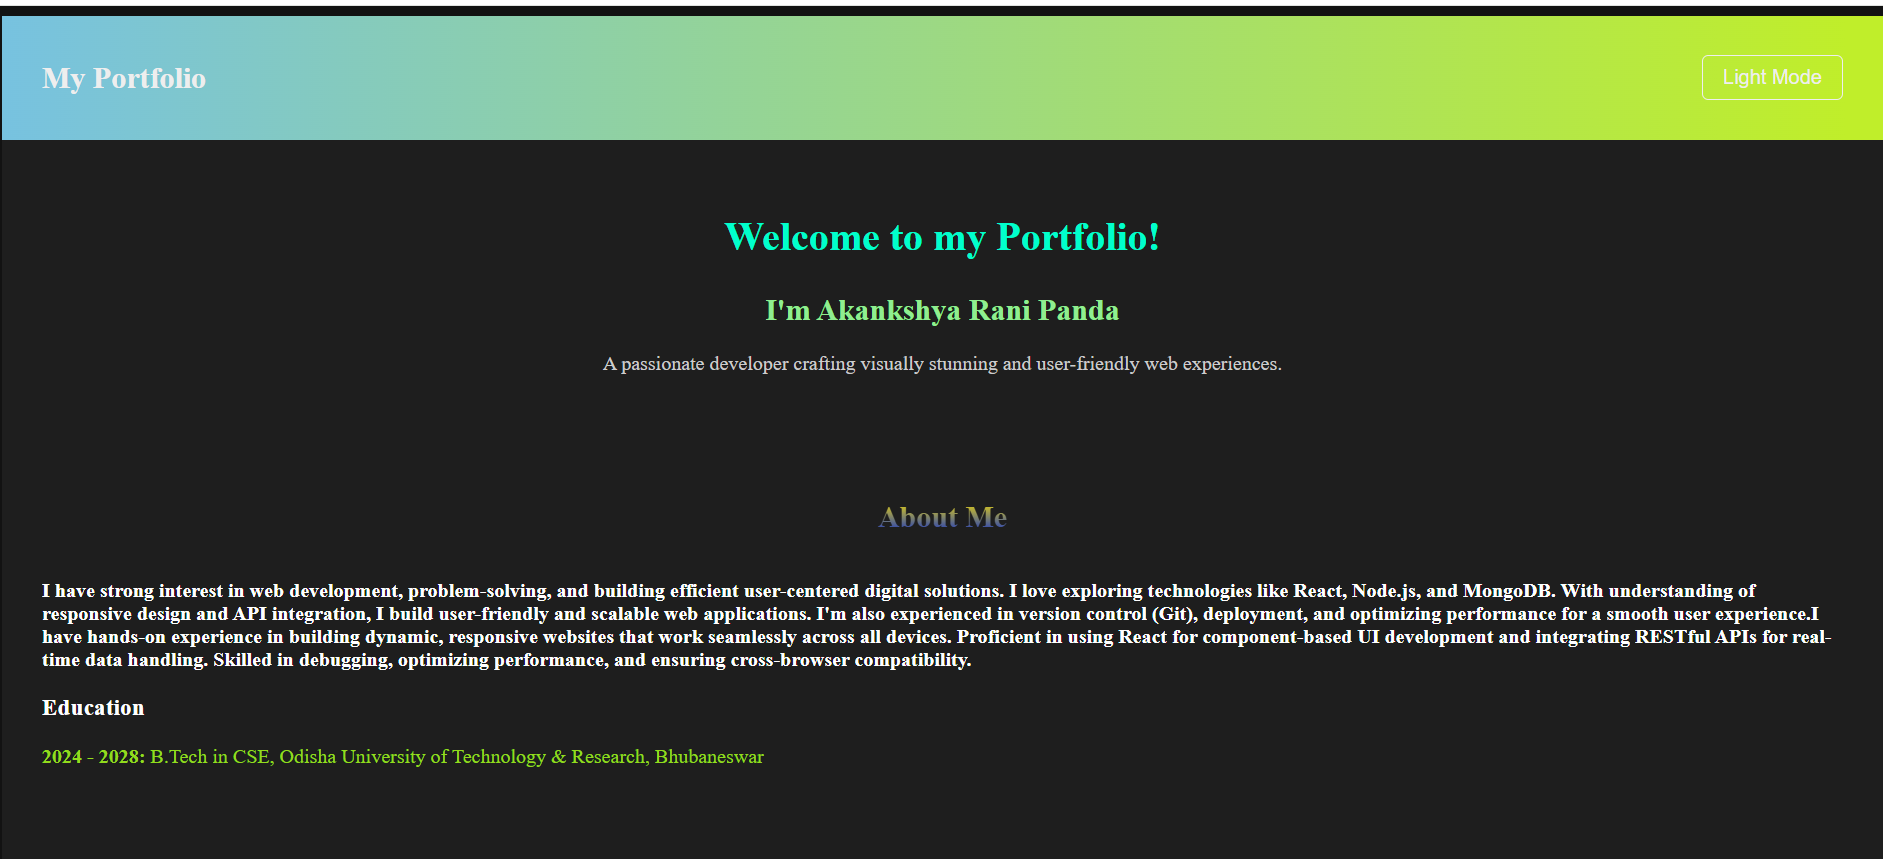 My Portfolio
Light Mode
Welcome to my Portfolio!
I'm Akankshya Rani Panda
A passionate developer crafting visually stunning and user-friendly web experiences.
About Me
I have strong interest in web development, problem-solving, and building efficient user-centered digital solutions. I love exploring technologies like React, Node.js, and MongoDB. With understanding of
responsive design and API integration, I build user-friendly and scalable web applications. I'm also experienced in version control (Git), deployment, and optimizing performance for a smooth user experience.I
have hands-on experience in building dynamic, responsive websites that work seamlessly across all devices. Proficient in using React for component-based UI development and integrating RESTful APIs for real-
time data handling. Skilled in debugging, optimizing performance, and ensuring cross-browser compatibility.
Education
2024 - 2028: B.Tech in CSE, Odisha University of Technology & Research, Bhubaneswar